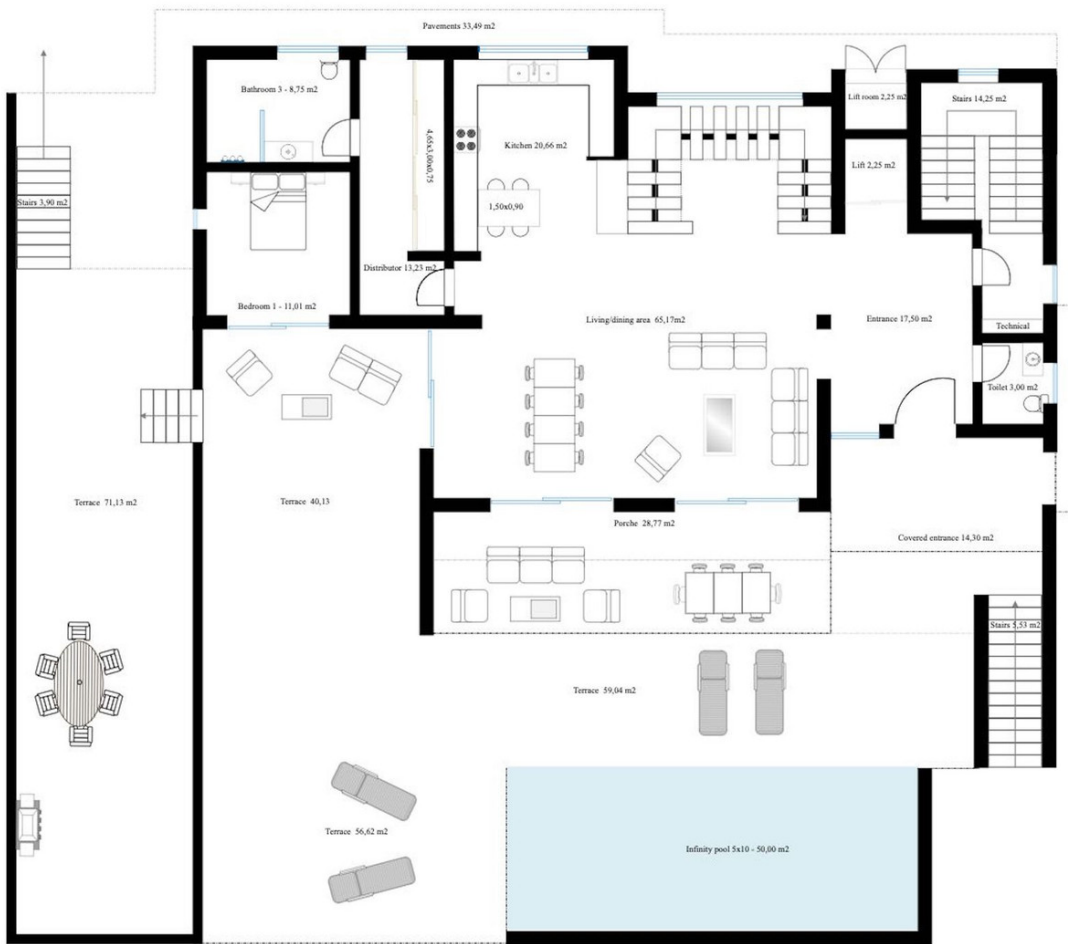 Pavements 33,49 m2
Bathroom 3 - 8,75 m2
4,65x3,00x0,75
Kitchen 20,66 m2
Lift room 2,25 m2
Stairs 14,25 m2
Lift 2,25 m2
Stairs 3,90 m2
1,50x0,90
Distributor 13,23 m2
Bedroom 1 - 11,01 m2
Living/dining area 65,17m2
Entrance 17,50 m2
Technical
Toilet 3,00 m2
Terrace 71,13 m2
Terrace 40,13
Porche 28,77 m2
Covered entrance 14,30 m2
Stairs 5,53 m2
Terrace 59,04 m2
Terrace 56,62 m2
Infinity pool 5x10 - 50,00 m2